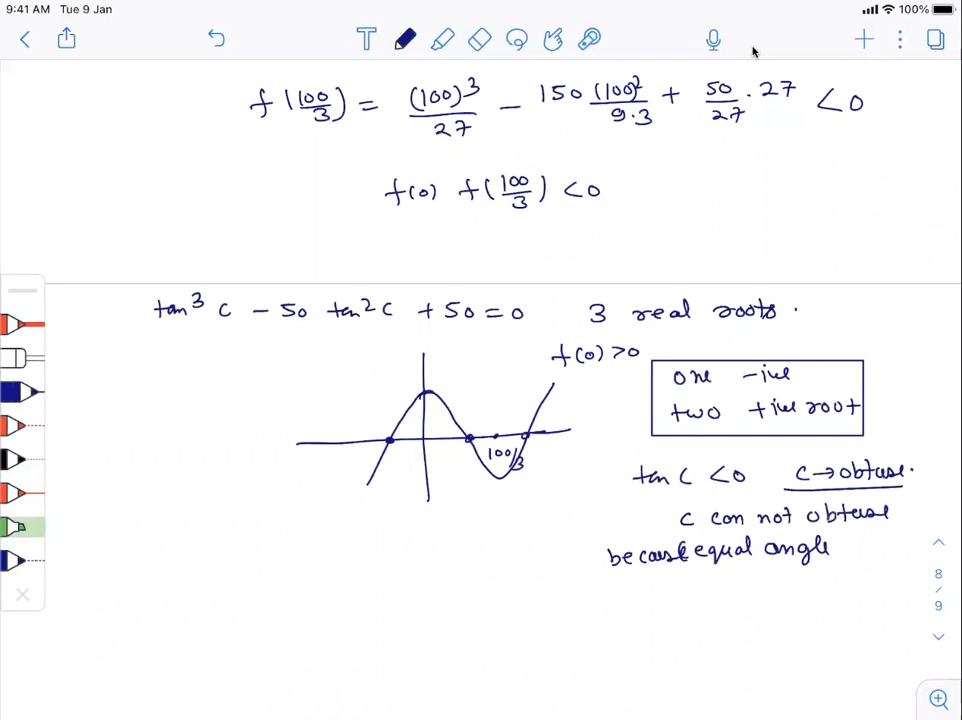 9:41 AM Tue 9 Jan 100%
T
f(100/3) = (100)^3/27 − 150 (100)^2/9·3 + 50/27 · 27 < 0
f(0) f(100/3) < 0
tan^3 C − 50 tan^2 C + 50 = 0 3 real roots .
f(0) > 0
one −ive
two +ive root
100/3
tan C < 0 C → obtuse.
C can not obtuse
because equal angle
8
/
9